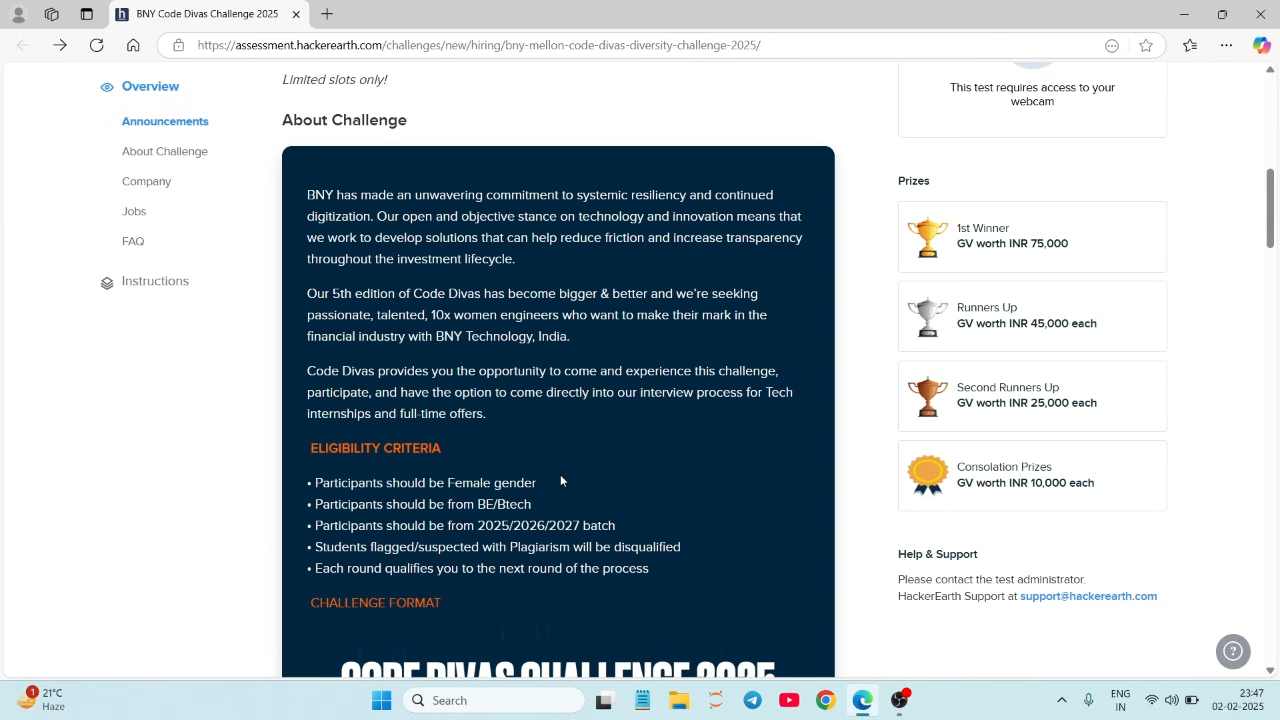 BNY Code Divas Challenge 2025
https://assessment.hackerearth.com/challenges/new/hiring/bny-mellon-code-divas-diversity-challenge-2025/
Overview
Announcements
About Challenge
Company
Jobs
FAQ
Instructions
Limited slots only!
About Challenge
BNY has made an unwavering commitment to systemic resiliency and continued
digitization. Our open and objective stance on technology and innovation means that
we work to develop solutions that can help reduce friction and increase transparency
throughout the investment lifecycle.
Our 5th edition of Code Divas has become bigger & better and we're seeking
passionate, talented, 10x women engineers who want to make their mark in the
financial industry with BNY Technology, India.
Code Divas provides you the opportunity to come and experience this challenge,
participate, and have the option to come directly into our interview process for Tech
internships and full-time offers.
ELIGIBILITY CRITERIA
• Participants should be Female gender
• Participants should be from BE/Btech
• Participants should be from 2025/2026/2027 batch
• Students flagged/suspected with Plagiarism will be disqualified
• Each round qualifies you to the next round of the process
CHALLENGE FORMAT
CODE DIVAS CHALLENGE 2025
This test requires access to your
webcam
Prizes
1st Winner
GV worth INR 75,000
Runners Up
GV worth INR 45,000 each
Second Runners Up
GV worth INR 25,000 each
Consolation Prizes
GV worth INR 10,000 each
Help & Support
Please contact the test administrator.
HackerEarth Support at support@hackerearth.com
1
21°C
Haze
Search
ENG
IN
23:47
02-02-2025